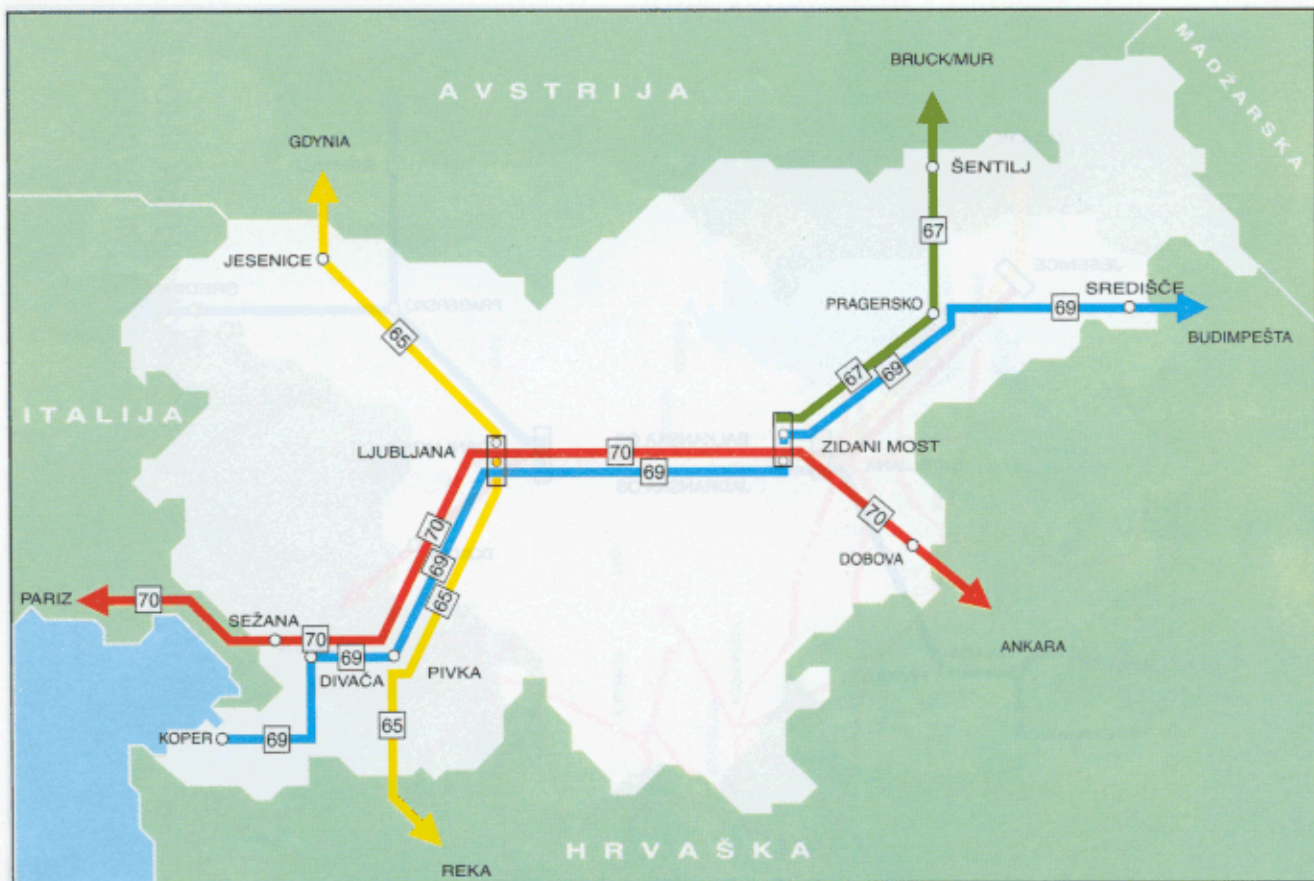 BRUCK/MUR
MADŽARSKA
AVSTRIJA
GDYNIA
ŠENTILJ
67
JESENICE
SREDIŠČE
PRAGERSKO
69
BUDIMPEŠTA
65
67
69
ITALIJA
LJUBLJANA
70
ZIDANI MOST
69
70
70
DOBOVA
69
PARIZ
70
65
SEŽANA
70
69
ANKARA
DIVAČA
PIVKA
65
KOPER
69
HRVAŠKA
REKA